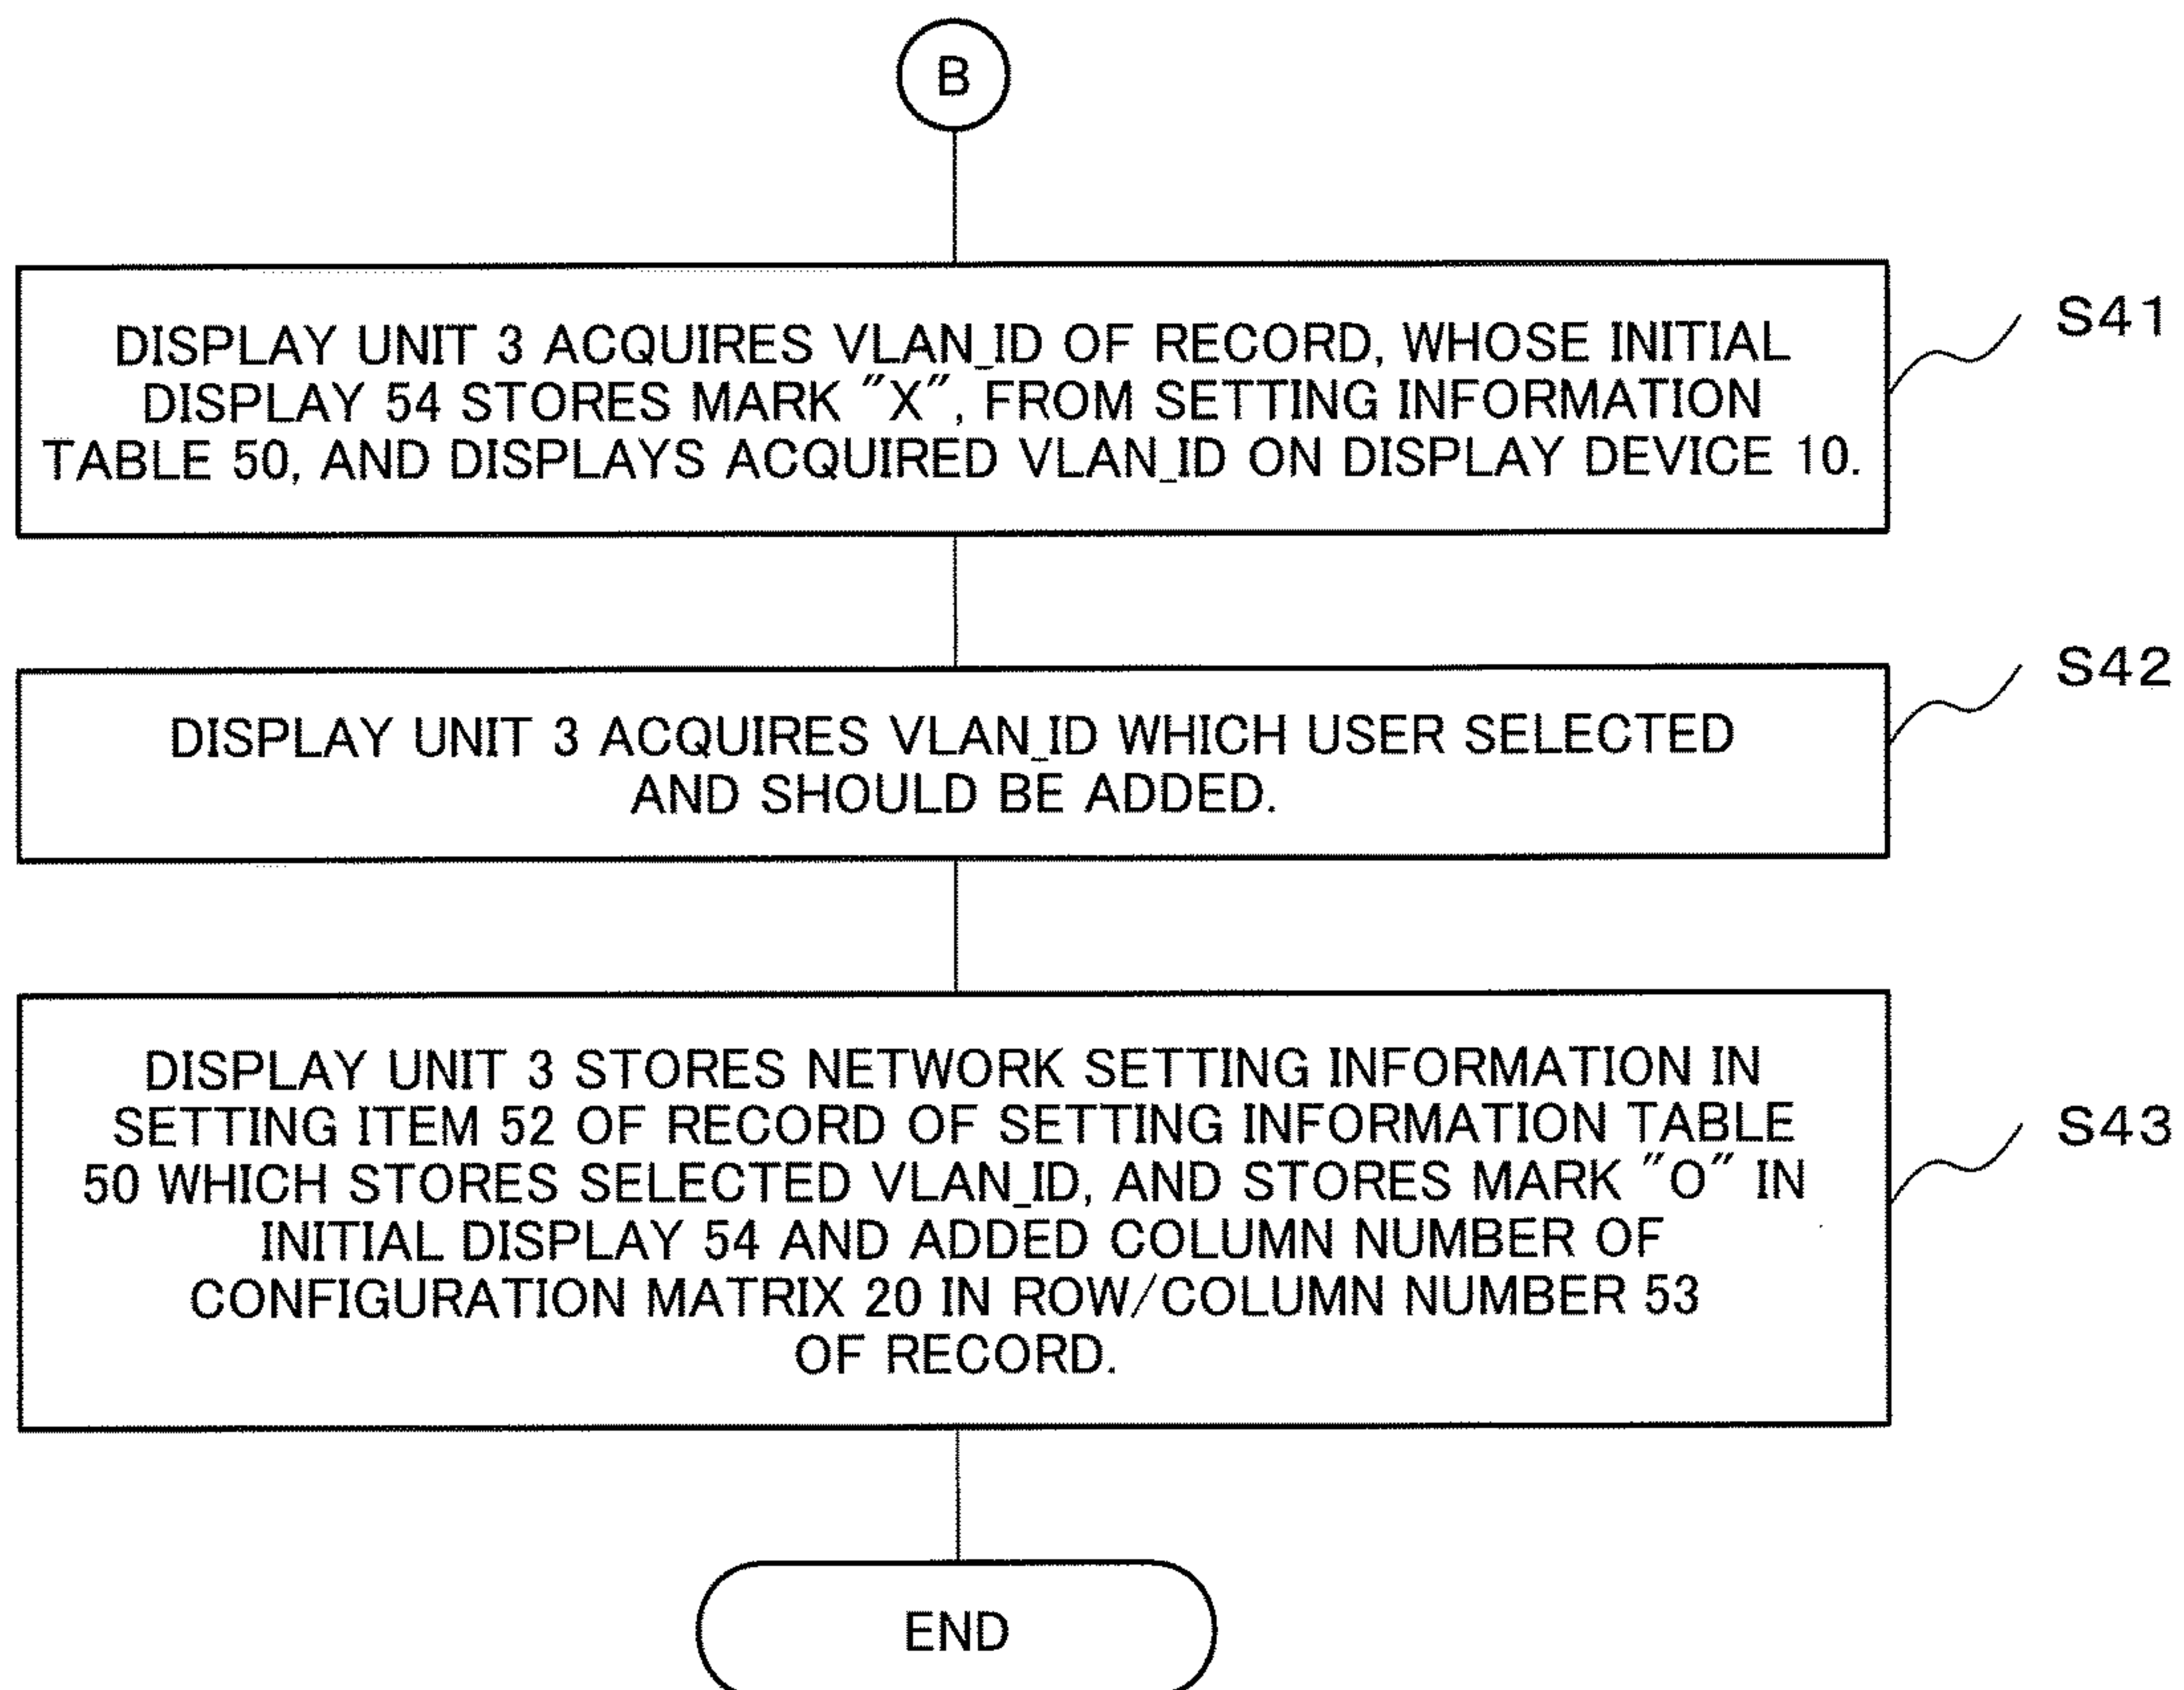 B
DISPLAY UNIT 3 ACQUIRES VLAN_ID OF RECORD, WHOSE INITIAL
DISPLAY 54 STORES MARK "X", FROM SETTING INFORMATION
TABLE 50, AND DISPLAYS ACQUIRED VLAN_ID ON DISPLAY DEVICE 10.
S41
DISPLAY UNIT 3 ACQUIRES VLAN_ID WHICH USER SELECTED
AND SHOULD BE ADDED.
S42
DISPLAY UNIT 3 STORES NETWORK SETTING INFORMATION IN
SETTING ITEM 52 OF RECORD OF SETTING INFORMATION TABLE
50 WHICH STORES SELECTED VLAN_ID, AND STORES MARK "O" IN
INITIAL DISPLAY 54 AND ADDED COLUMN NUMBER OF
CONFIGURATION MATRIX 20 IN ROW/COLUMN NUMBER 53
OF RECORD.
S43
END